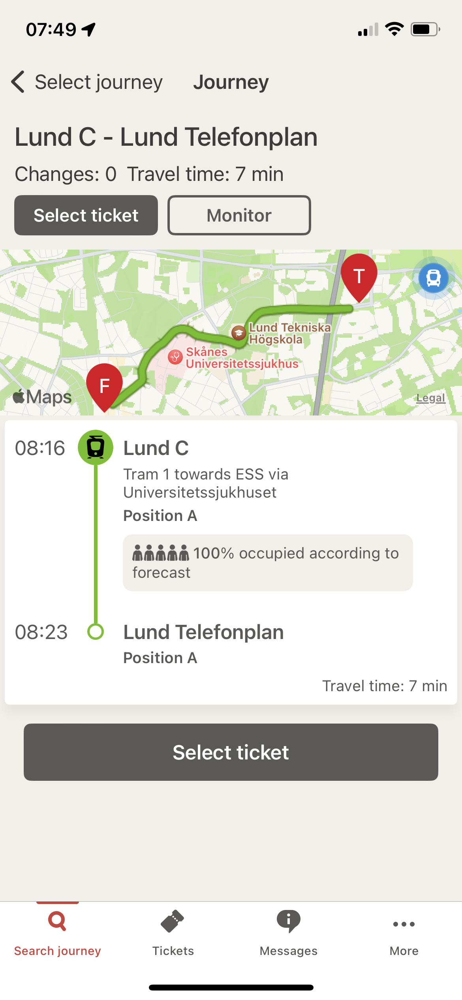 07:49
Select journey
Journey
Lund C - Lund Telefonplan
Changes: 0  Travel time: 7 min
Select ticket
Monitor
T
Lund Tekniska
Högskola
Skånes
Universitetssjukhus
F
Maps
Legal
08:16
Lund C
Tram 1 towards ESS via
Universitetssjukhuset
Position A
100% occupied according to
forecast
08:23
Lund Telefonplan
Position A
Travel time: 7 min
Select ticket
Search journey
Tickets
Messages
More